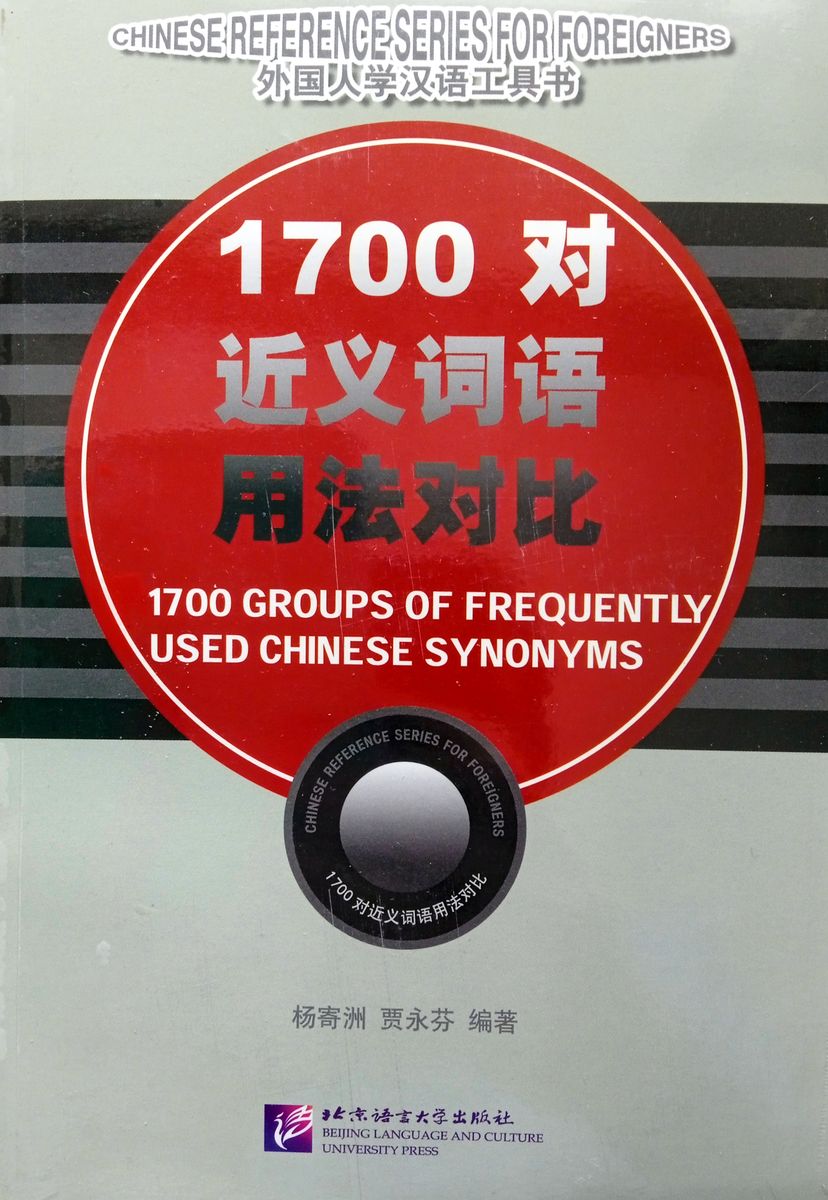 CHINESE REFERENCE SERIES FOR FOREIGNERS
外国人学汉语工具书
1700 对
近义词语
用法对比
1700 GROUPS OF FREQUENTLY
USED CHINESE SYNONYMS
CHINESE REFERENCE SERIES FOR FOREIGNERS
1700 对近义词语用法对比
杨寄洲 贾永芬 编著
北京语言大学出版社
BEIJING LANGUAGE AND CULTURE
UNIVERSITY PRESS